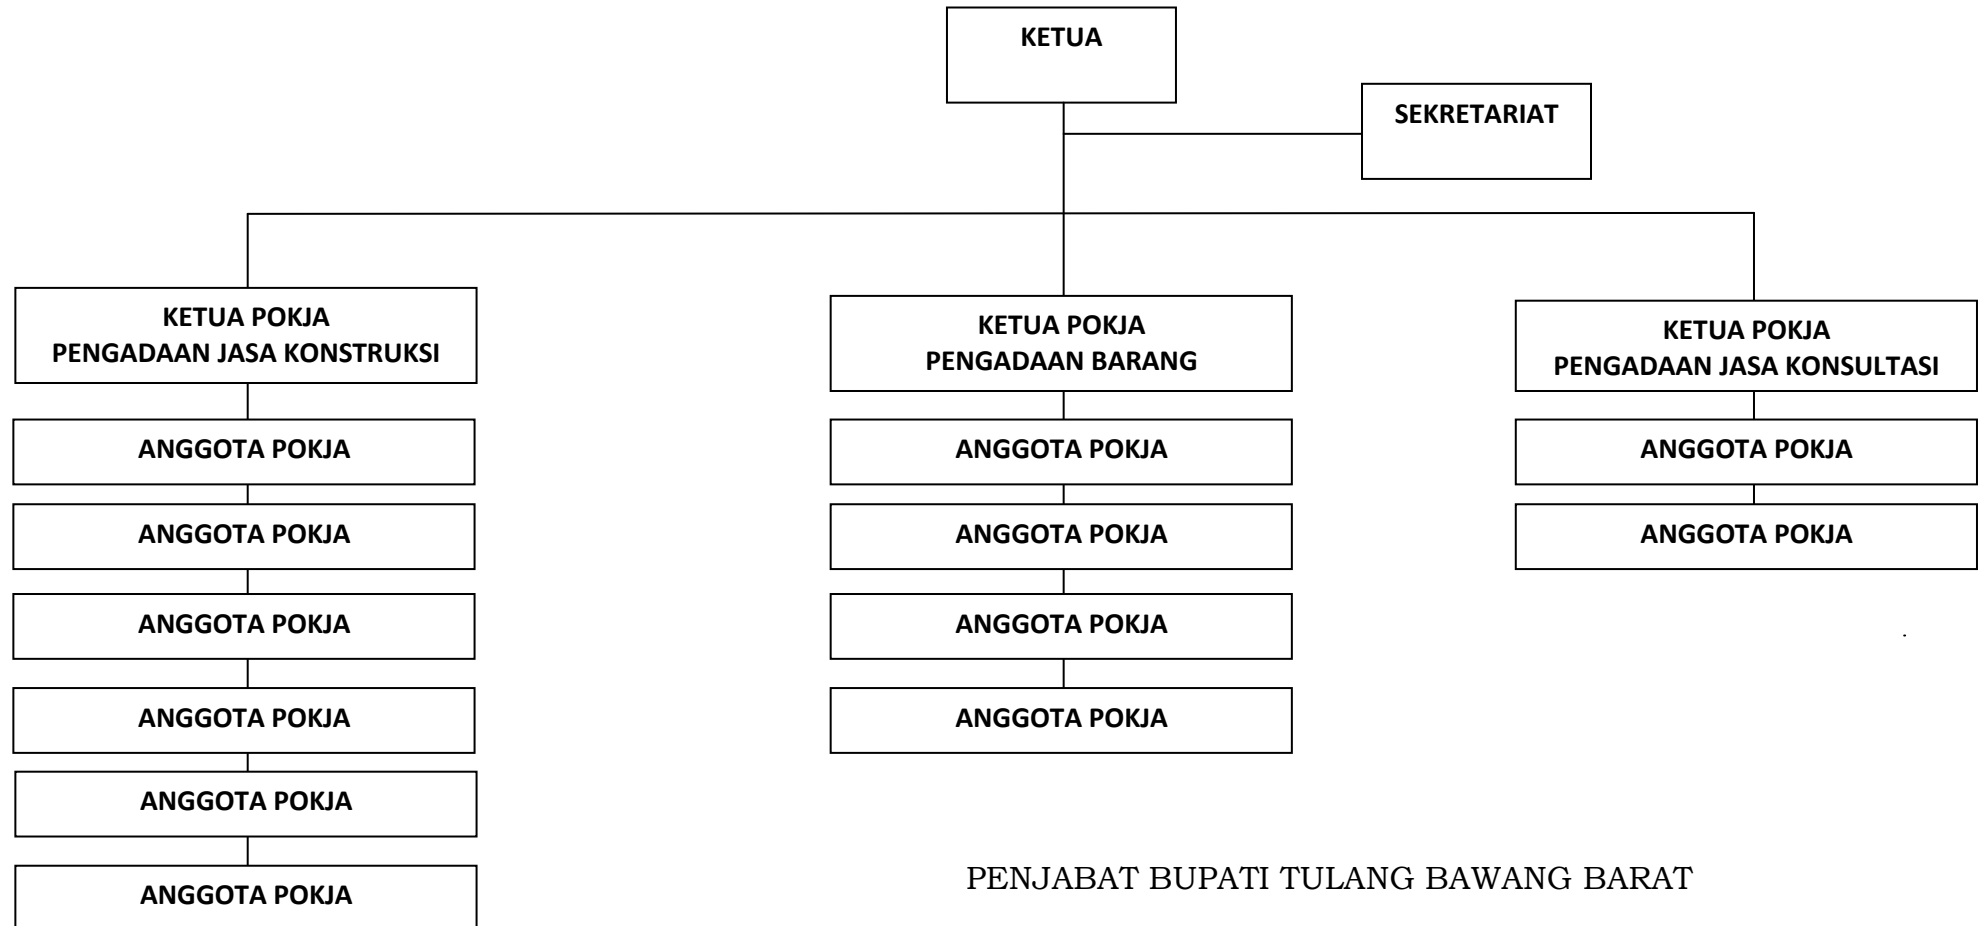 KETUA
SEKRETARIAT
KETUA POKJA
PENGADAAN JASA KONSTRUKSI
KETUA POKJA
PENGADAAN BARANG
KETUA POKJA
PENGADAAN JASA KONSULTASI
ANGGOTA POKJA
ANGGOTA POKJA
ANGGOTA POKJA
ANGGOTA POKJA
ANGGOTA POKJA
ANGGOTA POKJA
ANGGOTA POKJA
ANGGOTA POKJA
ANGGOTA POKJA
ANGGOTA POKJA
ANGGOTA POKJA
ANGGOTA POKJA
PENJABAT BUPATI TULANG BAWANG BARAT